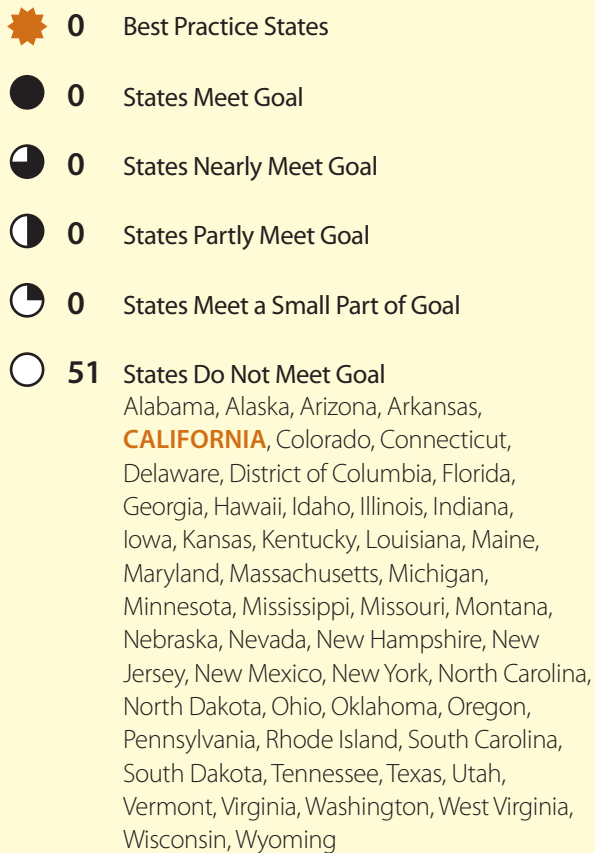 0 Best Practice States
0 States Meet Goal
0 States Nearly Meet Goal
0 States Partly Meet Goal
0 States Meet a Small Part of Goal
51 States Do Not Meet Goal
Alabama, Alaska, Arizona, Arkansas,
CALIFORNIA, Colorado, Connecticut,
Delaware, District of Columbia, Florida,
Georgia, Hawaii, Idaho, Illinois, Indiana,
Iowa, Kansas, Kentucky, Louisiana, Maine,
Maryland, Massachusetts, Michigan,
Minnesota, Mississippi, Missouri, Montana,
Nebraska, Nevada, New Hampshire, New
Jersey, New Mexico, New York, North Carolina,
North Dakota, Ohio, Oklahoma, Oregon,
Pennsylvania, Rhode Island, South Carolina,
South Dakota, Tennessee, Texas, Utah,
Vermont, Virginia, Washington, West Virginia,
Wisconsin, Wyoming